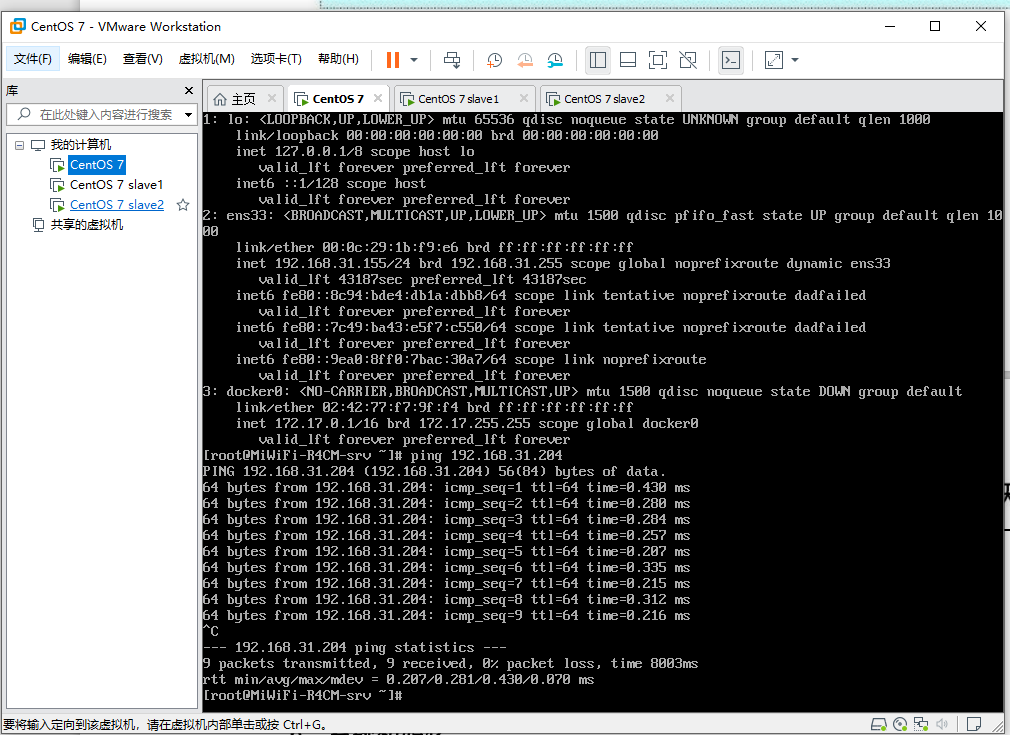 CentOS 7 - VMware Workstation
文件(F) 编辑(E) 查看(V) 虚拟机(M) 选项卡(T) 帮助(H)
库
在此处键入内容进行搜索
我的计算机
CentOS 7
CentOS 7 slave1
CentOS 7 slave2
共享的虚拟机
主页 CentOS 7 CentOS 7 slave1 CentOS 7 slave2
1: lo: <LOOPBACK,UP,LOWER_UP> mtu 65536 qdisc noqueue state UNKNOWN group default qlen 1000
link/loopback 00:00:00:00:00:00 brd 00:00:00:00:00:00
inet 127.0.0.1/8 scope host lo
valid_lft forever preferred_lft forever
inet6 ::1/128 scope host
valid_lft forever preferred_lft forever
2: ens33: <BROADCAST,MULTICAST,UP,LOWER_UP> mtu 1500 qdisc pfifo_fast state UP group default qlen 10
00
link/ether 00:0c:29:1b:f9:e6 brd ff:ff:ff:ff:ff:ff
inet 192.168.31.155/24 brd 192.168.31.255 scope global noprefixroute dynamic ens33
valid_lft 43187sec preferred_lft 43187sec
inet6 fe80::8c94:bde4:db1a:dbb8/64 scope link tentative noprefixroute dadfailed
valid_lft forever preferred_lft forever
inet6 fe80::7c49:ba43:e5f7:c550/64 scope link tentative noprefixroute dadfailed
valid_lft forever preferred_lft forever
inet6 fe80::9ea0:8ff0:7bac:30a7/64 scope link noprefixroute
valid_lft forever preferred_lft forever
3: docker0: <NO-CARRIER,BROADCAST,MULTICAST,UP> mtu 1500 qdisc noqueue state DOWN group default
link/ether 02:42:77:f7:9f:f4 brd ff:ff:ff:ff:ff:ff
inet 172.17.0.1/16 brd 172.17.255.255 scope global docker0
valid_lft forever preferred_lft forever
[root@MiWiFi-R4CM-srv ~]# ping 192.168.31.204
PING 192.168.31.204 (192.168.31.204) 56(84) bytes of data.
64 bytes from 192.168.31.204: icmp_seq=1 ttl=64 time=0.430 ms
64 bytes from 192.168.31.204: icmp_seq=2 ttl=64 time=0.280 ms
64 bytes from 192.168.31.204: icmp_seq=3 ttl=64 time=0.284 ms
64 bytes from 192.168.31.204: icmp_seq=4 ttl=64 time=0.257 ms
64 bytes from 192.168.31.204: icmp_seq=5 ttl=64 time=0.207 ms
64 bytes from 192.168.31.204: icmp_seq=6 ttl=64 time=0.335 ms
64 bytes from 192.168.31.204: icmp_seq=7 ttl=64 time=0.215 ms
64 bytes from 192.168.31.204: icmp_seq=8 ttl=64 time=0.312 ms
64 bytes from 192.168.31.204: icmp_seq=9 ttl=64 time=0.216 ms
^C
--- 192.168.31.204 ping statistics ---
9 packets transmitted, 9 received, 0% packet loss, time 8003ms
rtt min/avg/max/mdev = 0.207/0.281/0.430/0.070 ms
[root@MiWiFi-R4CM-srv ~]#
要将输入定向到该虚拟机，请在虚拟机内部单击或按 Ctrl+G。